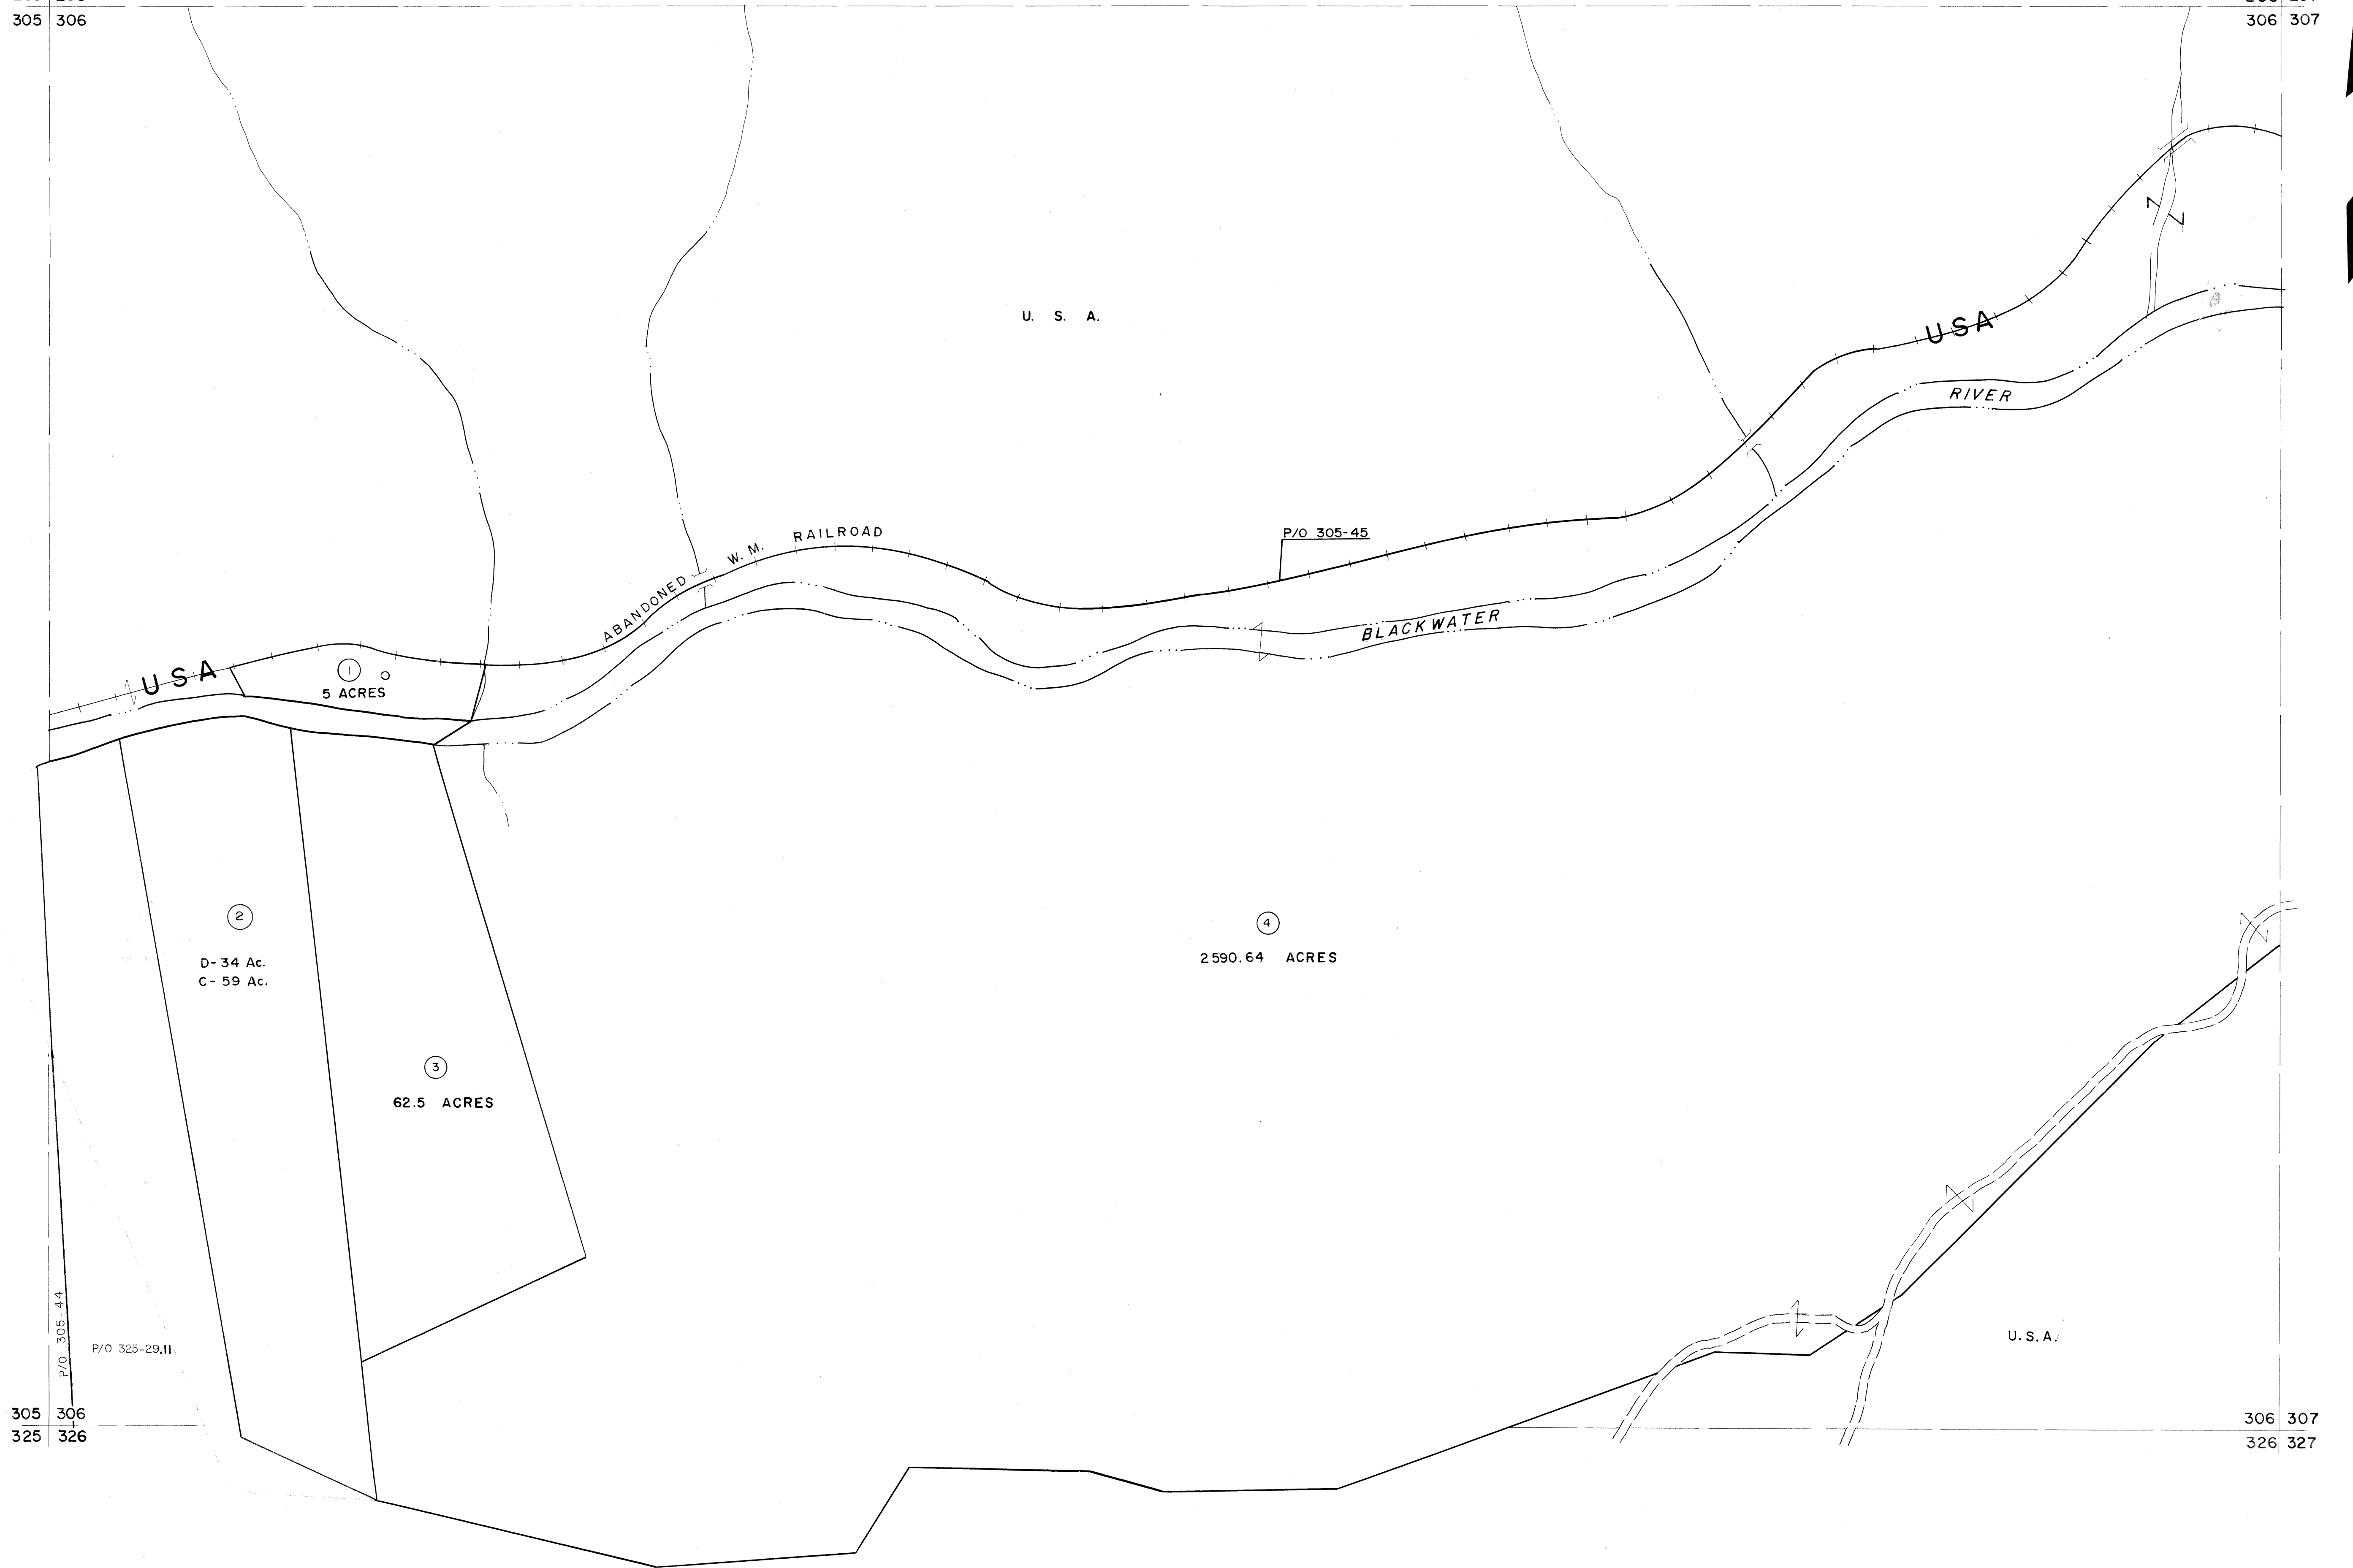 305 306
306 307
U. S. A.
USA
RIVER
P/O 305-45
ABANDONED W. M. RAILROAD
BLACKWATER
USA
1
5 ACRES
2
D-34 Ac.
C-59 Ac.
4
2590.64 ACRES
3
62.5 ACRES
P/O 305-44
P/O 325-29.11
U.S.A.
305 306
325 326
306 307
326 327